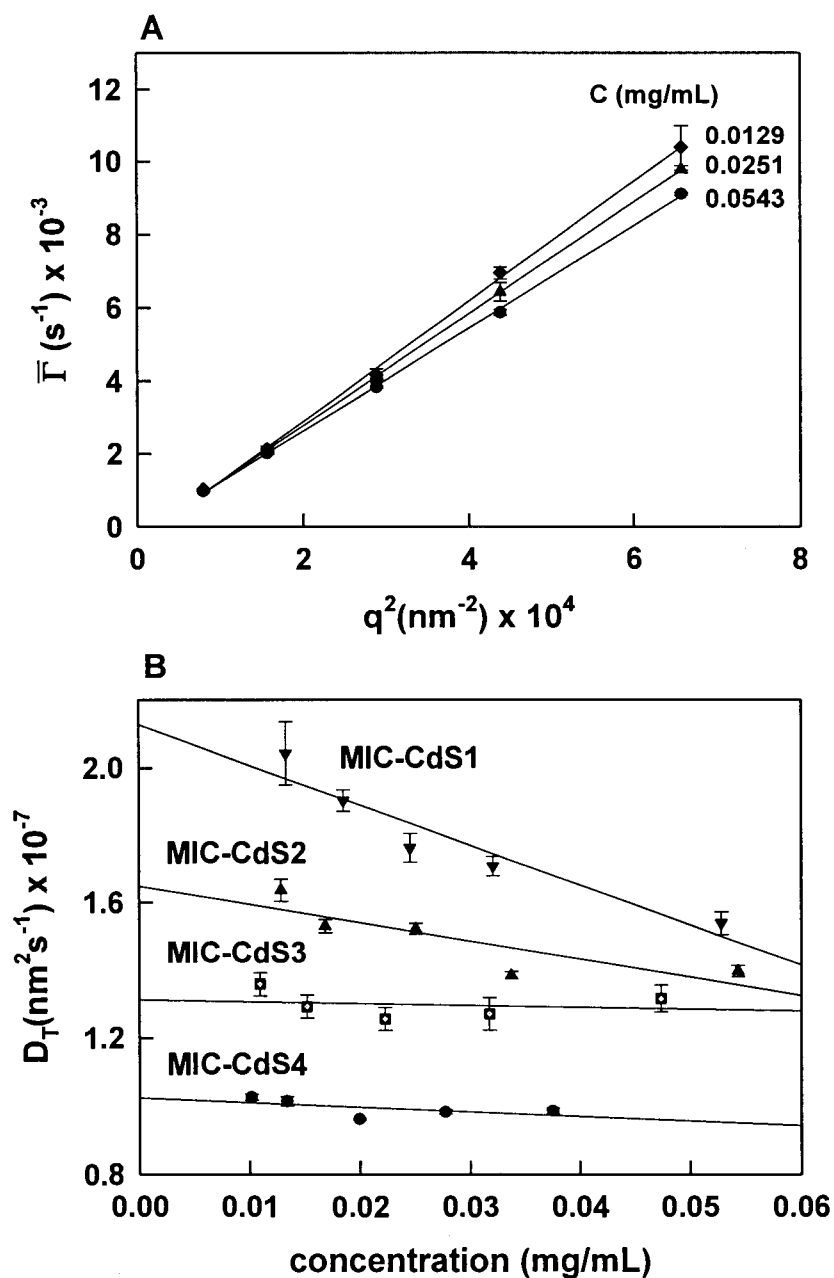 A
12
10
8
6
4
2
0
Γ̅ (s⁻¹) x 10⁻³
C (mg/mL)
0.0129
0.0251
0.0543
0 2 4 6 8
q²(nm⁻²) x 10⁴
B
2.0
1.6
1.2
0.8
D_T(nm²s⁻¹) x 10⁻⁷
MIC-CdS1
MIC-CdS2
MIC-CdS3
MIC-CdS4
0.00 0.01 0.02 0.03 0.04 0.05 0.06
concentration (mg/mL)